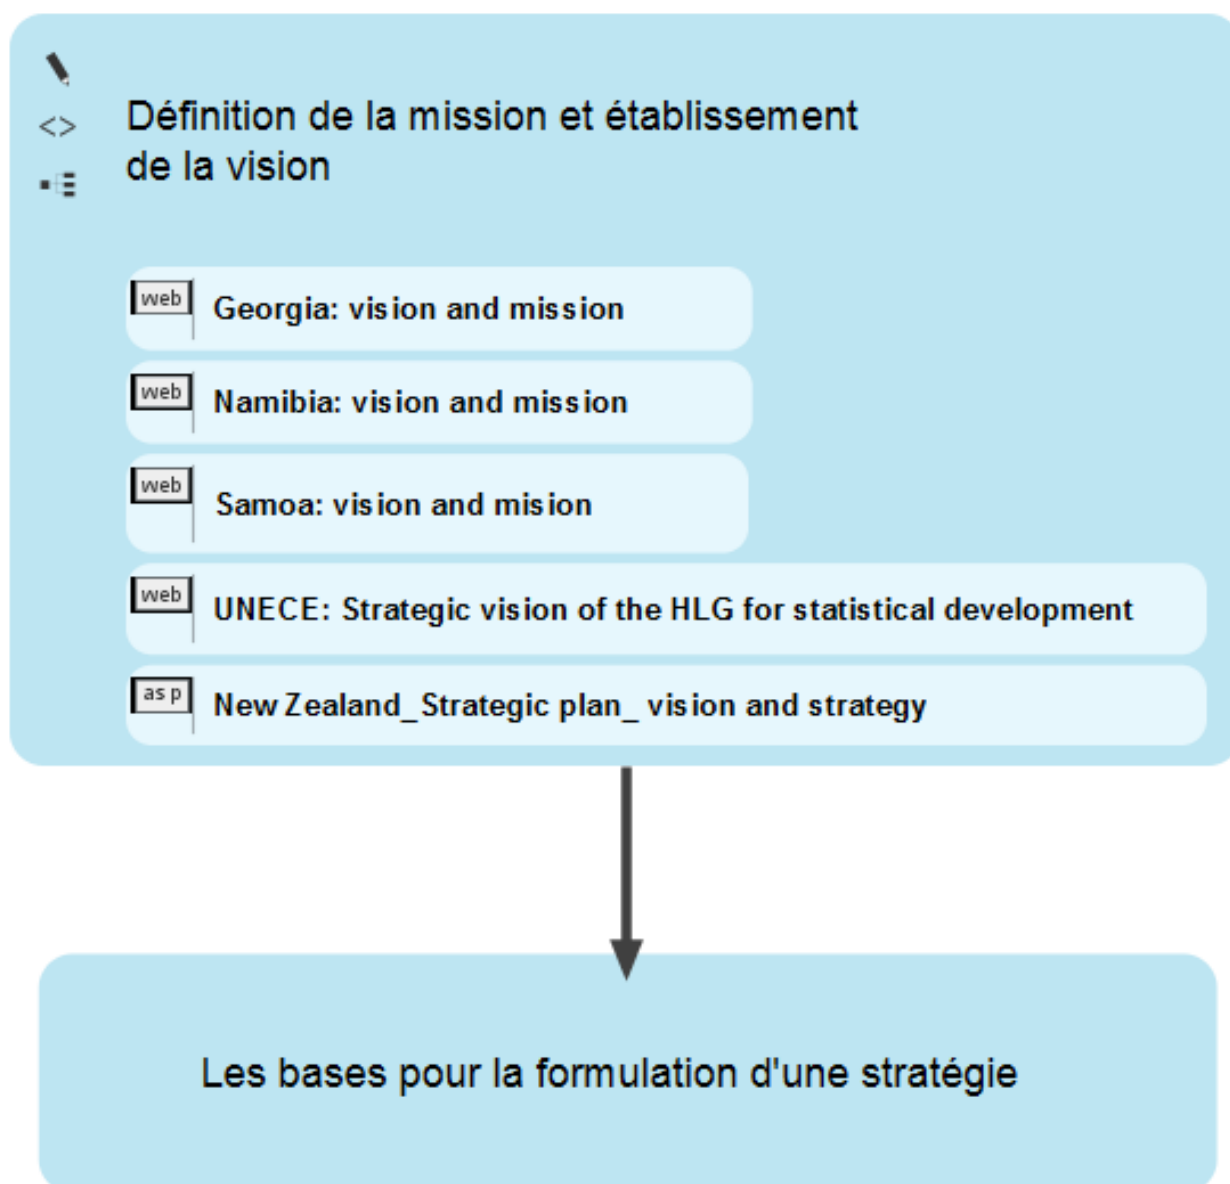 Définition de la mission et établissement
de la vision
web
Georgia: vision and mission
web
Namibia: vision and mission
web
Samoa: vision and mision
web
UNECE: Strategic vision of the HLG for statistical development
asp
New Zealand_Strategic plan_ vision and strategy
Les bases pour la formulation d'une stratégie